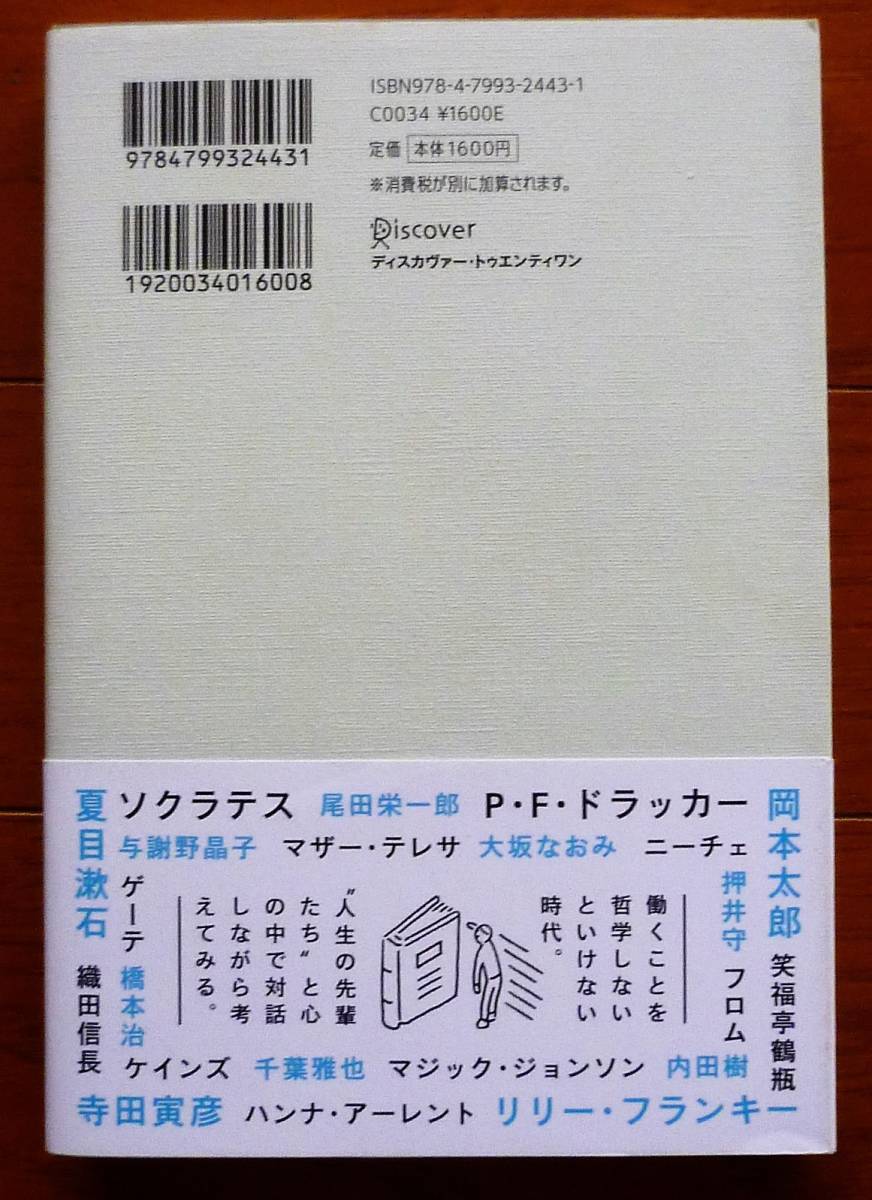 ISBN978-4-7993-2443-1
C0034 ¥1600E
定価 本体1600円
※消費税が別に加算されます。
9784799324431
Discover
ディスカヴァー・トゥエンティワン
1920034016008
夏目漱石
ソクラテス 尾田栄一郎 P・F・ドラッカー
岡本太郎
与謝野晶子 マザー・テレサ 大坂なおみ ニーチェ
押井守 フロム
笑福亭鶴瓶
働くことを
哲学しない
といけない
時代。
“人生の先輩
たち”と心
の中で対話
しながら考
えてみる。
ゲーテ 橋本治
織田信長
ケインズ 千葉雅也 マジック・ジョンソン 内田樹
寺田寅彦 ハンナ・アーレント リリー・フランキー